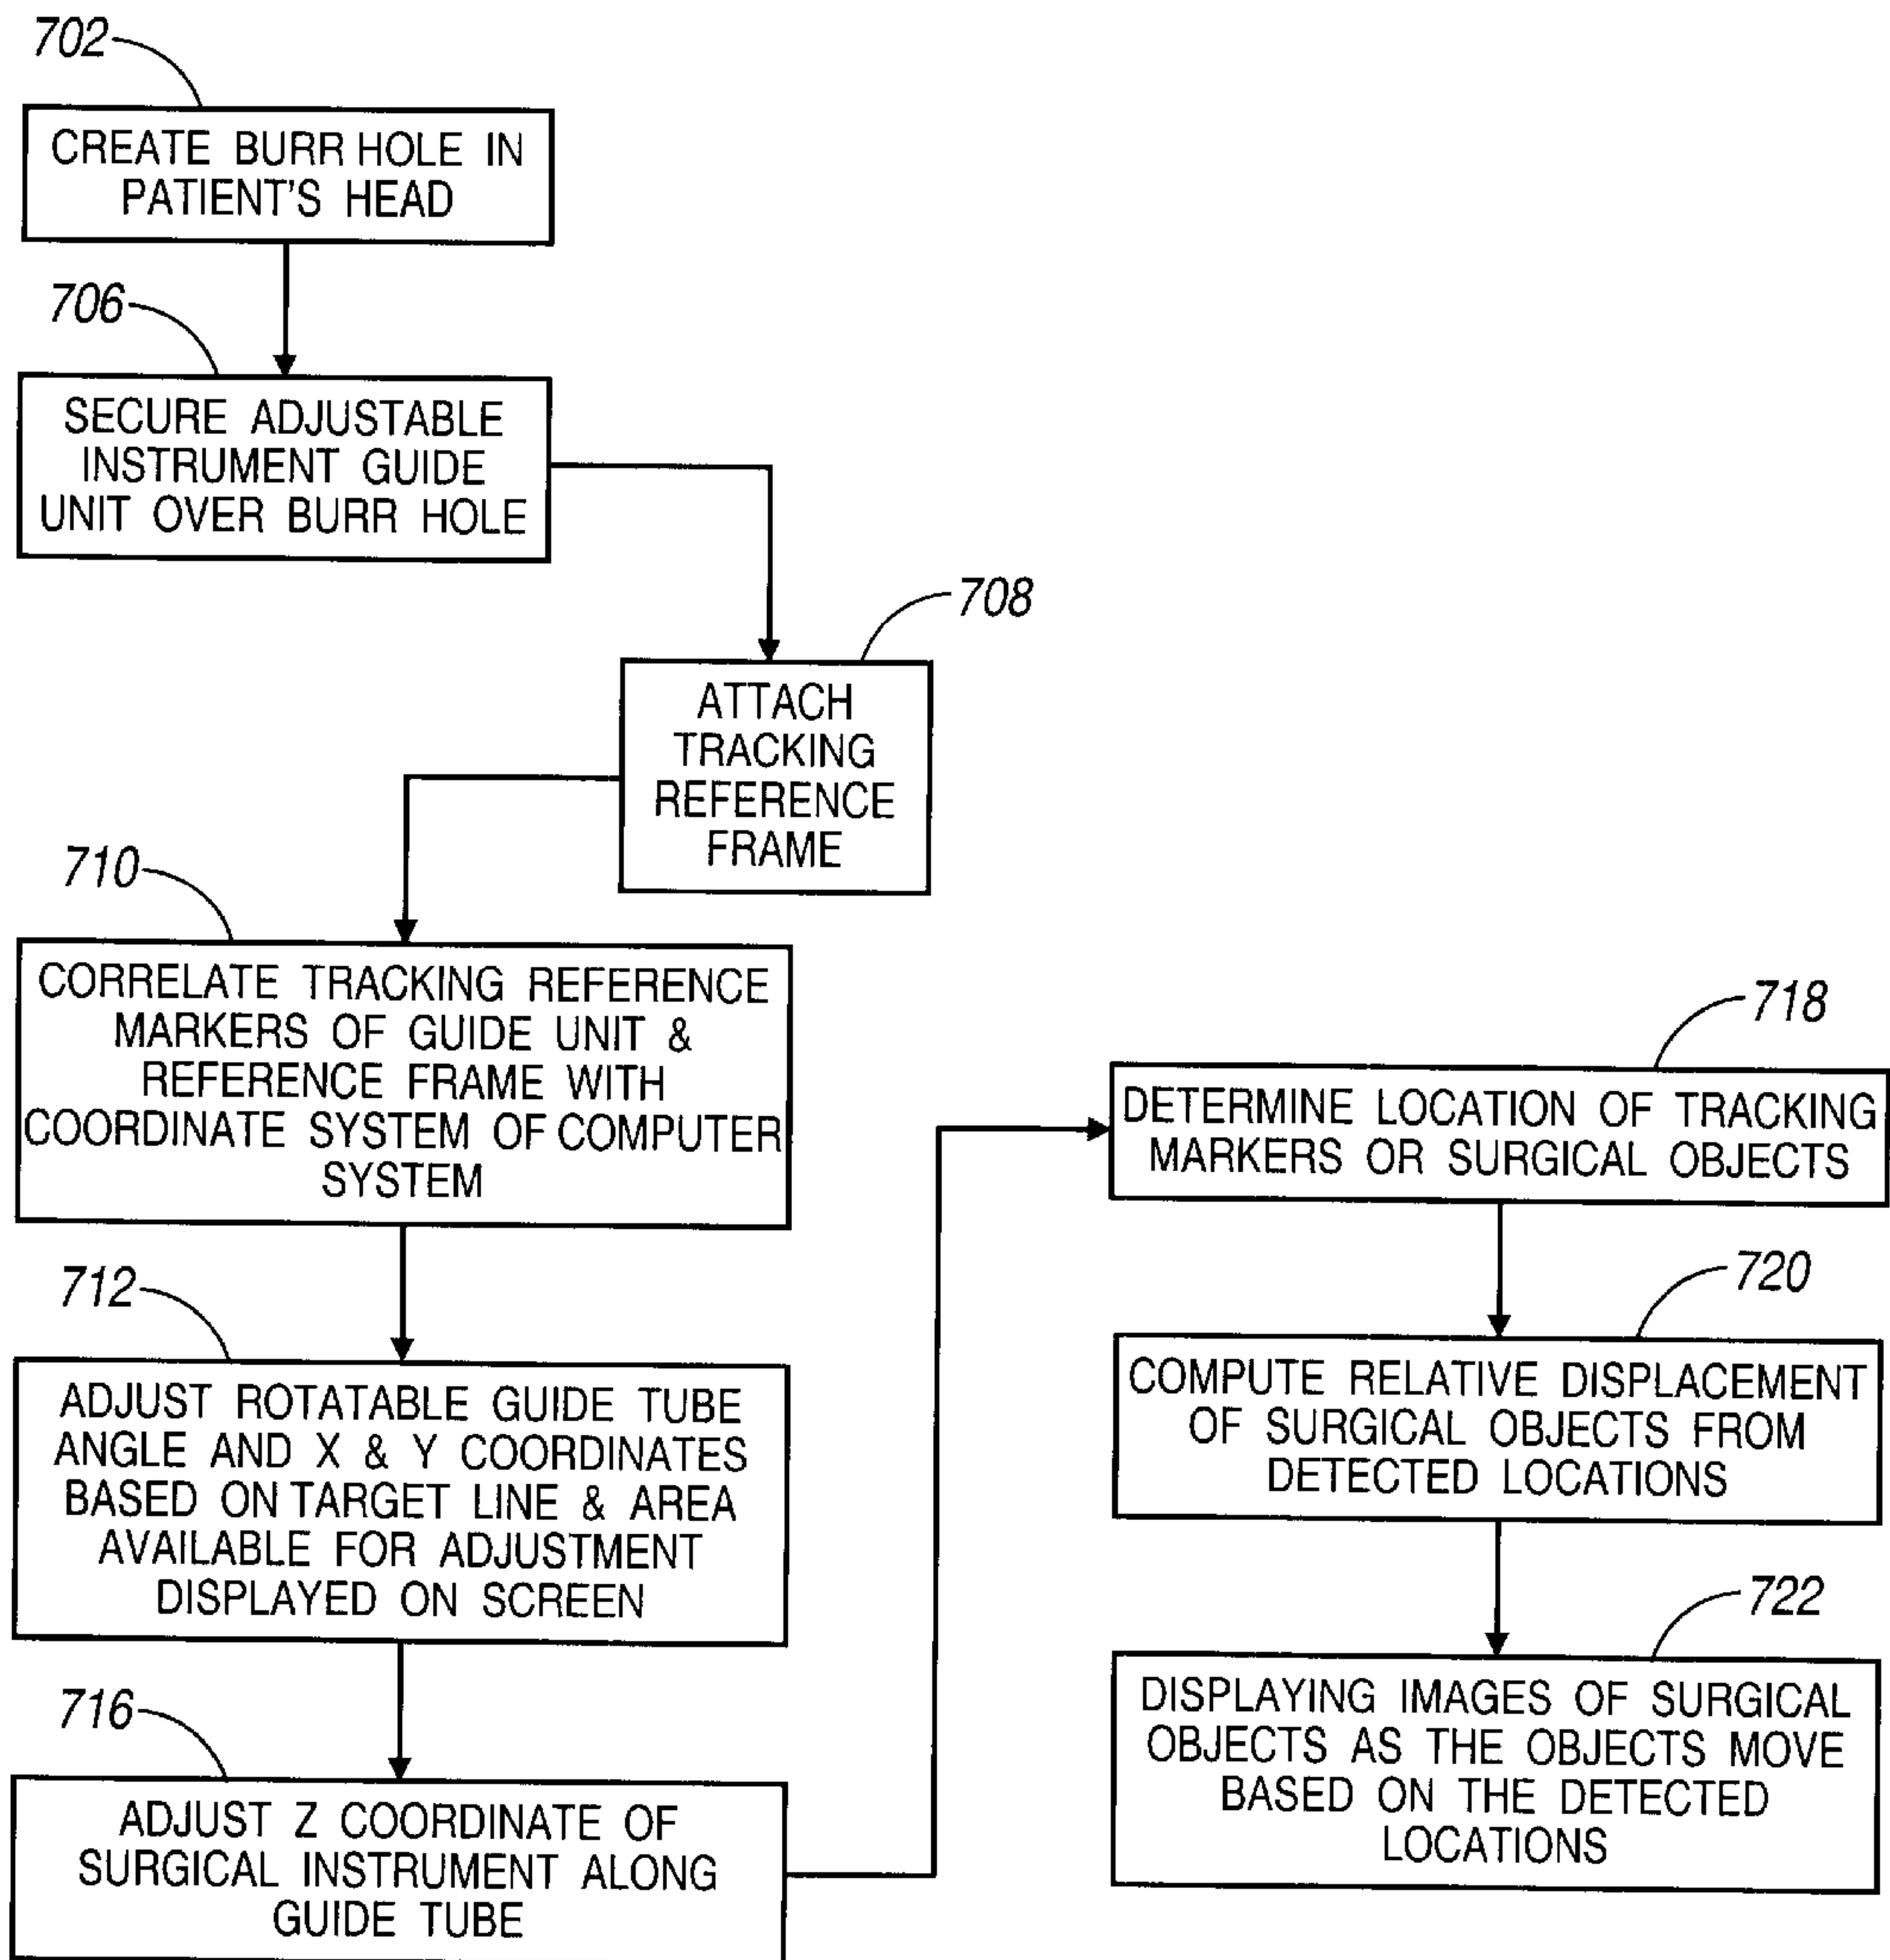 702
CREATE BURR HOLE IN
PATIENT'S HEAD
706
SECURE ADJUSTABLE
INSTRUMENT GUIDE
UNIT OVER BURR HOLE
708
ATTACH
TRACKING
REFERENCE
FRAME
710
CORRELATE TRACKING REFERENCE
MARKERS OF GUIDE UNIT &
REFERENCE FRAME WITH
COORDINATE SYSTEM OF COMPUTER
SYSTEM
712
ADJUST ROTATABLE GUIDE TUBE
ANGLE AND X & Y COORDINATES
BASED ON TARGET LINE & AREA
AVAILABLE FOR ADJUSTMENT
DISPLAYED ON SCREEN
716
ADJUST Z COORDINATE OF
SURGICAL INSTRUMENT ALONG
GUIDE TUBE
718
DETERMINE LOCATION OF TRACKING
MARKERS OR SURGICAL OBJECTS
720
COMPUTE RELATIVE DISPLACEMENT
OF SURGICAL OBJECTS FROM
DETECTED LOCATIONS
722
DISPLAYING IMAGES OF SURGICAL
OBJECTS AS THE OBJECTS MOVE
BASED ON THE DETECTED
LOCATIONS